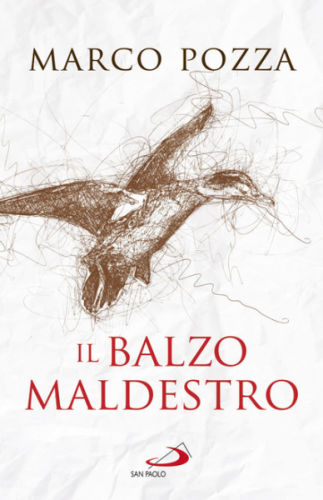 MARCO POZZA
IL BALZO
MALDESTRO
SAN PAOLO